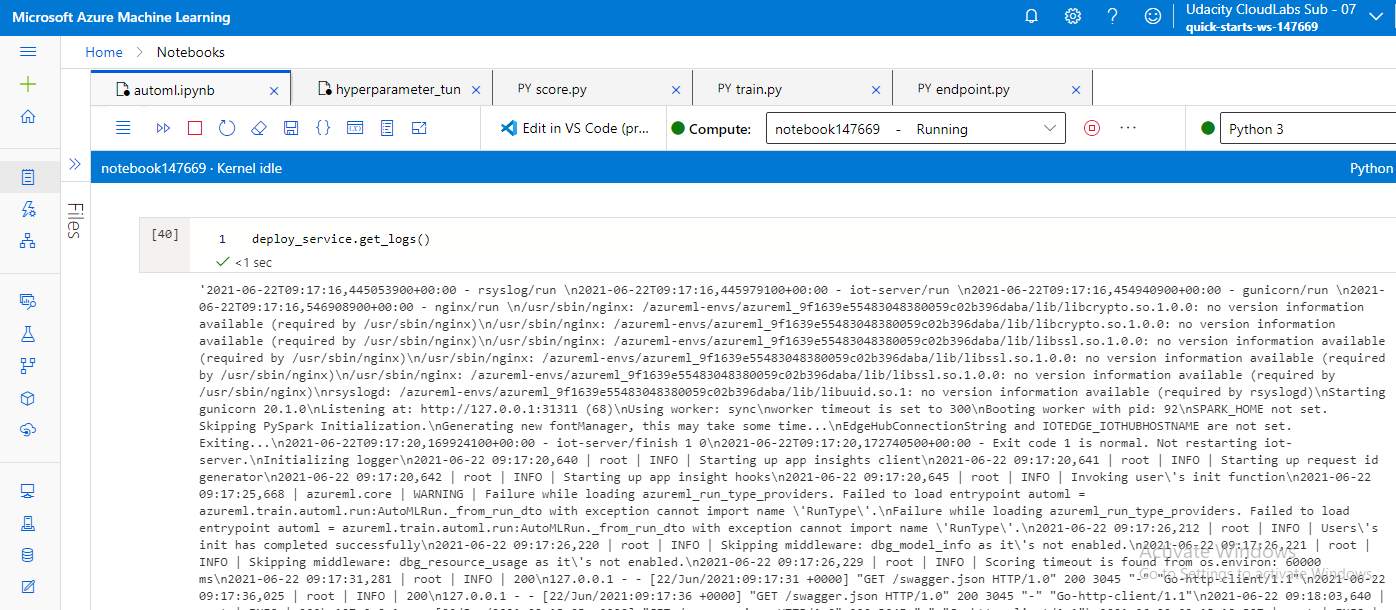 Microsoft Azure Machine Learning
Udacity CloudLabs Sub - 07
quick-starts-ws-147669
Home > Notebooks
automl.ipynb
hyperparameter_tun
PY score.py
PY train.py
PY endpoint.py
Edit in VS Code (pr...
Compute:
notebook147669 - Running
Python 3
notebook147669 · Kernel idle
Python
Files
[40]
1 deploy_service.get_logs()
<1 sec
'2021-06-22T09:17:16,445053900+00:00 - rsyslog/run \n2021-06-22T09:17:16,445979100+00:00 - iot-server/run \n2021-06-22T09:17:16,454940900+00:00 - gunicorn/run \n2021-
06-22T09:17:16,546908900+00:00 - nginx/run \n/usr/sbin/nginx: /azureml-envs/azureml_9f1639e55483048380059c02b396daba/lib/libcrypto.so.1.0.0: no version information
available (required by /usr/sbin/nginx)\n/usr/sbin/nginx: /azureml-envs/azureml_9f1639e55483048380059c02b396daba/lib/libcrypto.so.1.0.0: no version information
available (required by /usr/sbin/nginx)\n/usr/sbin/nginx: /azureml-envs/azureml_9f1639e55483048380059c02b396daba/lib/libssl.so.1.0.0: no version information available
(required by /usr/sbin/nginx)\n/usr/sbin/nginx: /azureml-envs/azureml_9f1639e55483048380059c02b396daba/lib/libssl.so.1.0.0: no version information available (required
by /usr/sbin/nginx)\n/usr/sbin/nginx: /azureml-envs/azureml_9f1639e55483048380059c02b396daba/lib/libssl.so.1.0.0: no version information available (required by
/usr/sbin/nginx)\nrsyslogd: /azureml-envs/azureml_9f1639e55483048380059c02b396daba/lib/libuuid.so.1: no version information available (required by rsyslogd)\nStarting
gunicorn 20.1.0\nListening at: http://127.0.0.1:31311 (68)\nUsing worker: sync\nworker timeout is set to 300\nBooting worker with pid: 92\nSPARK_HOME not set.
Skipping PySpark Initialization.\nGenerating new fontManager, this may take some time...\nEdgeHubConnectionString and IOTEDGE_IOTHUBHOSTNAME are not set.
Exiting...\n2021-06-22T09:17:20,169924100+00:00 - iot-server/finish 1 0\n2021-06-22T09:17:20,172740500+00:00 - Exit code 1 is normal. Not restarting iot-
server.\nInitializing logger\n2021-06-22 09:17:20,640 | root | INFO | Starting up app insights client\n2021-06-22 09:17:20,641 | root | INFO | Starting up request id
generator\n2021-06-22 09:17:20,642 | root | INFO | Starting up app insight hooks\n2021-06-22 09:17:20,645 | root | INFO | Invoking user\'s init function\n2021-06-22
09:17:25,668 | azureml.core | WARNING | Failure while loading azureml_run_type_providers. Failed to load entrypoint automl =
azureml.train.automl.run:AutoMLRun._from_run_dto with exception cannot import name \'RunType\'.\nFailure while loading azureml_run_type_providers. Failed to load
entrypoint automl = azureml.train.automl.run:AutoMLRun._from_run_dto with exception cannot import name \'RunType\'.\n2021-06-22 09:17:26,212 | root | INFO | Users\'s
init has completed successfully\n2021-06-22 09:17:26,220 | root | INFO | Skipping middleware: dbg_model_info as it\'s not enabled.\n2021-06-22 09:17:26,221 | root |
INFO | Skipping middleware: dbg_resource_usage as it\'s not enabled.\n2021-06-22 09:17:26,229 | root | INFO | Scoring timeout is found from os.environ: 60000
ms\n2021-06-22 09:17:31,281 | root | INFO | 200\n127.0.0.1 - - [22/Jun/2021:09:17:31 +0000] "GET /swagger.json HTTP/1.0" 200 3045 "-" "Go-http-client/1.1"\n2021-06-22
09:17:36,025 | root | INFO | 200\n127.0.0.1 - - [22/Jun/2021:09:17:36 +0000] "GET /swagger.json HTTP/1.0" 200 3045 "-" "Go-http-client/1.1"\n2021-06-22 09:18:03,640 |
Activate Windows
Go to Settings to activate Windows.